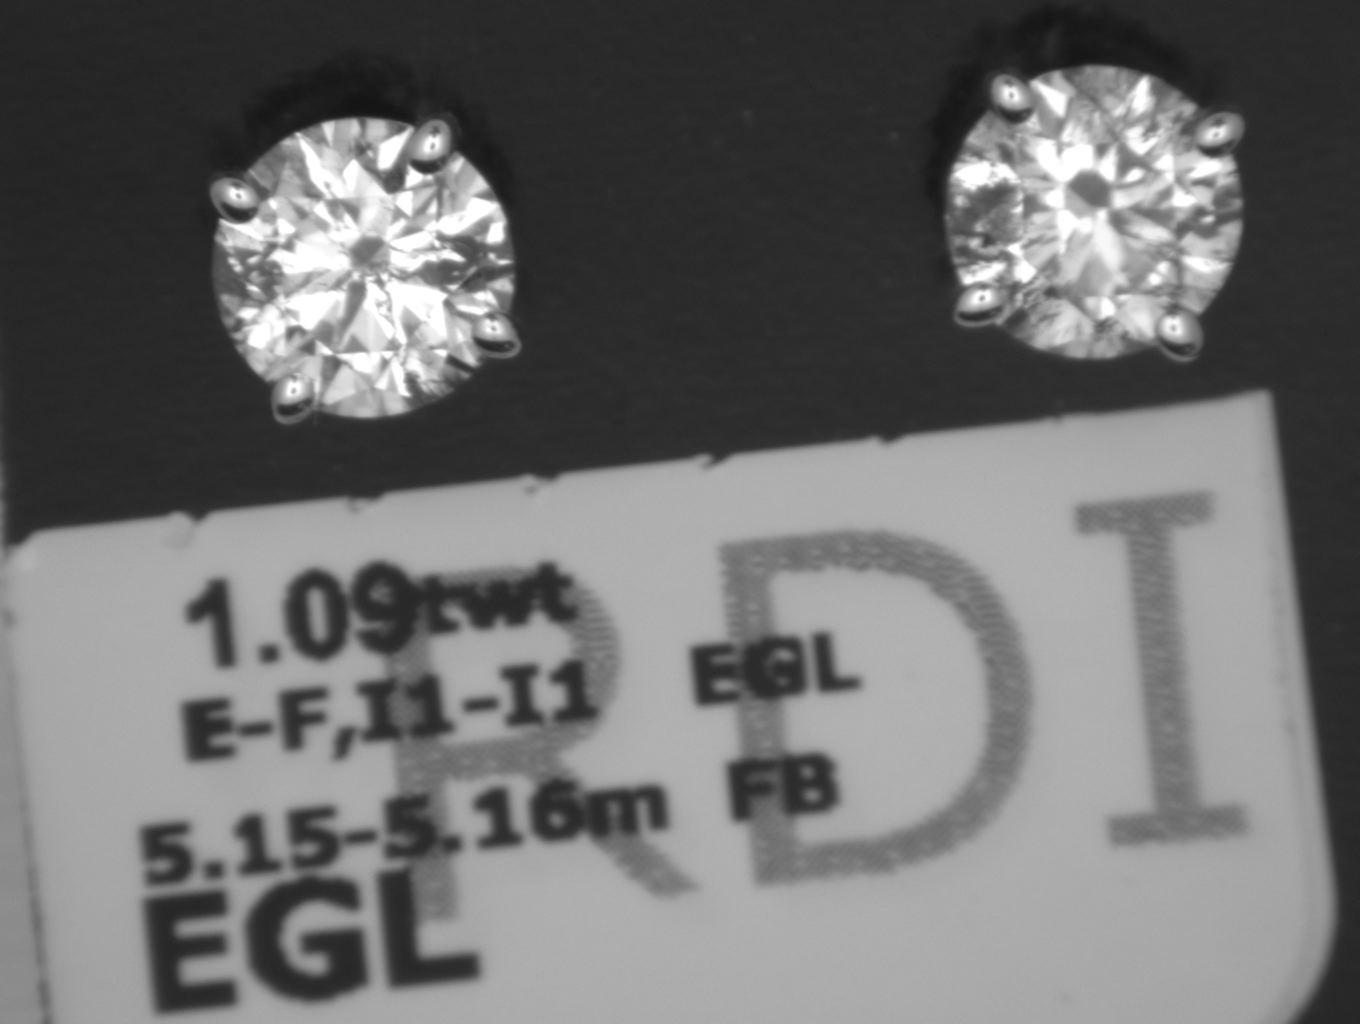 RDI
1.09twt
E-F,I1-I1 EGL
5.15-5.16m FB
EGL